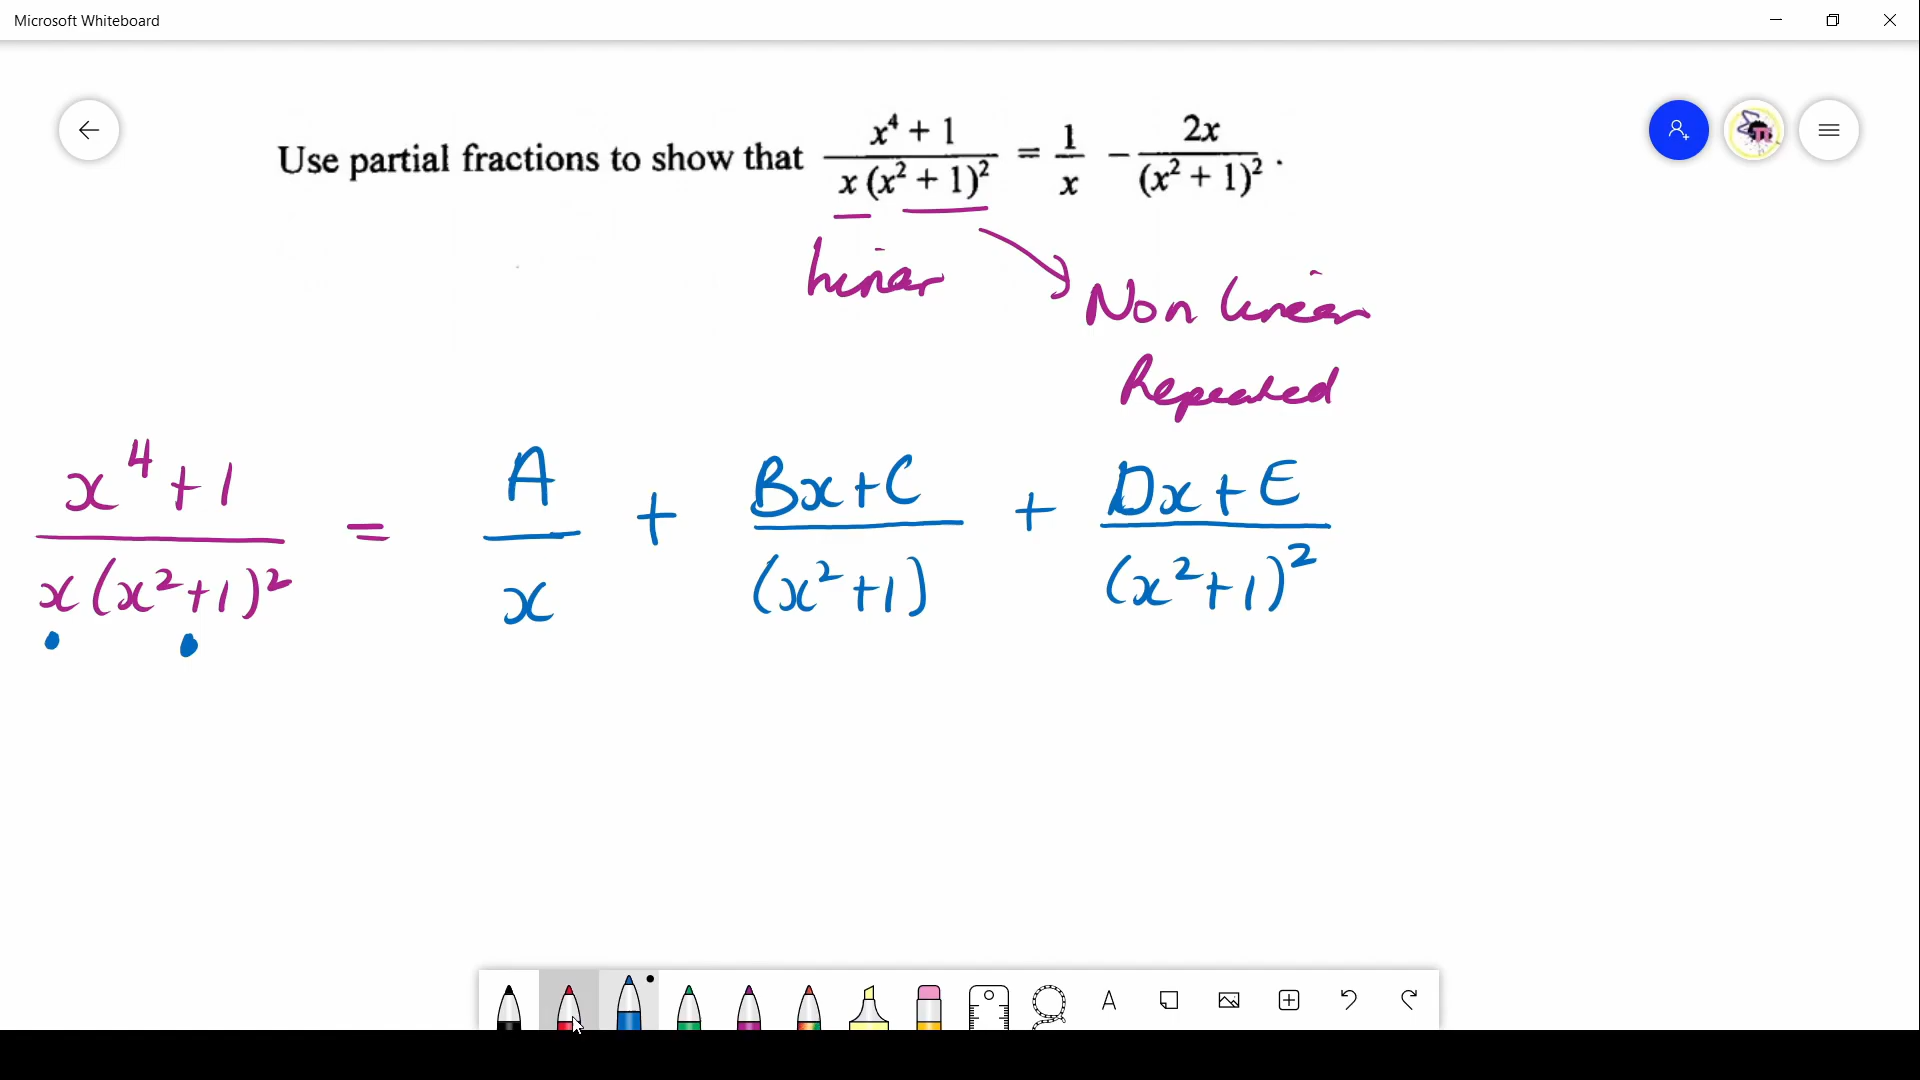 Microsoft Whiteboard
Use partial fractions to show that (x⁴ + 1)/(x (x² + 1)²) = 1/x − 2x/(x² + 1)² .
Linear
Non linear
Repeated
(x⁴ + 1)/(x(x²+1)²) = A/x + (Bx+C)/(x²+1) + (Dx+E)/(x²+1)²